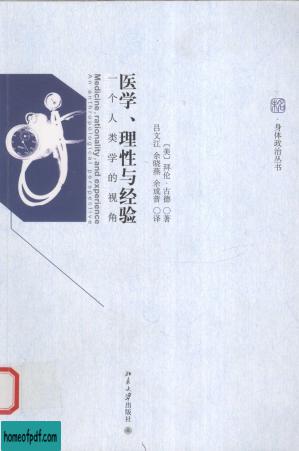 身体政治丛书
医学、理性与经验
一个人类学的视角
Medicine, rationality, and experience
An anthropological perspective
〔美〕拜伦·古德 ◎著
吕文江 余晓燕 余成普 ◎译
北京大学出版社
homeofpdf.com
homeofpdf.com